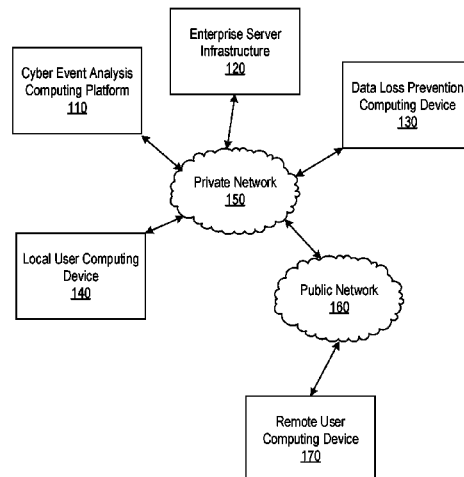 Enterprise Server
Infrastructure
120
Cyber Event Analysis
Computing Platform
110
Data Loss Prevention
Computing Device
130
Private Network
150
Local User Computing
Device
140
Public Network
160
Remote User
Computing Device
170